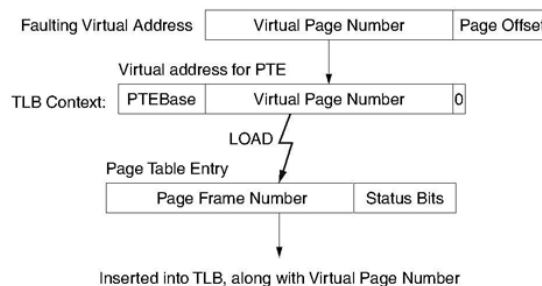 Faulting Virtual Address Virtual Page Number Page Offset
Virtual address for PTE
TLB Context: PTEBase Virtual Page Number 0
LOAD
Page Table Entry
Page Frame Number Status Bits
Inserted into TLB, along with Virtual Page Number